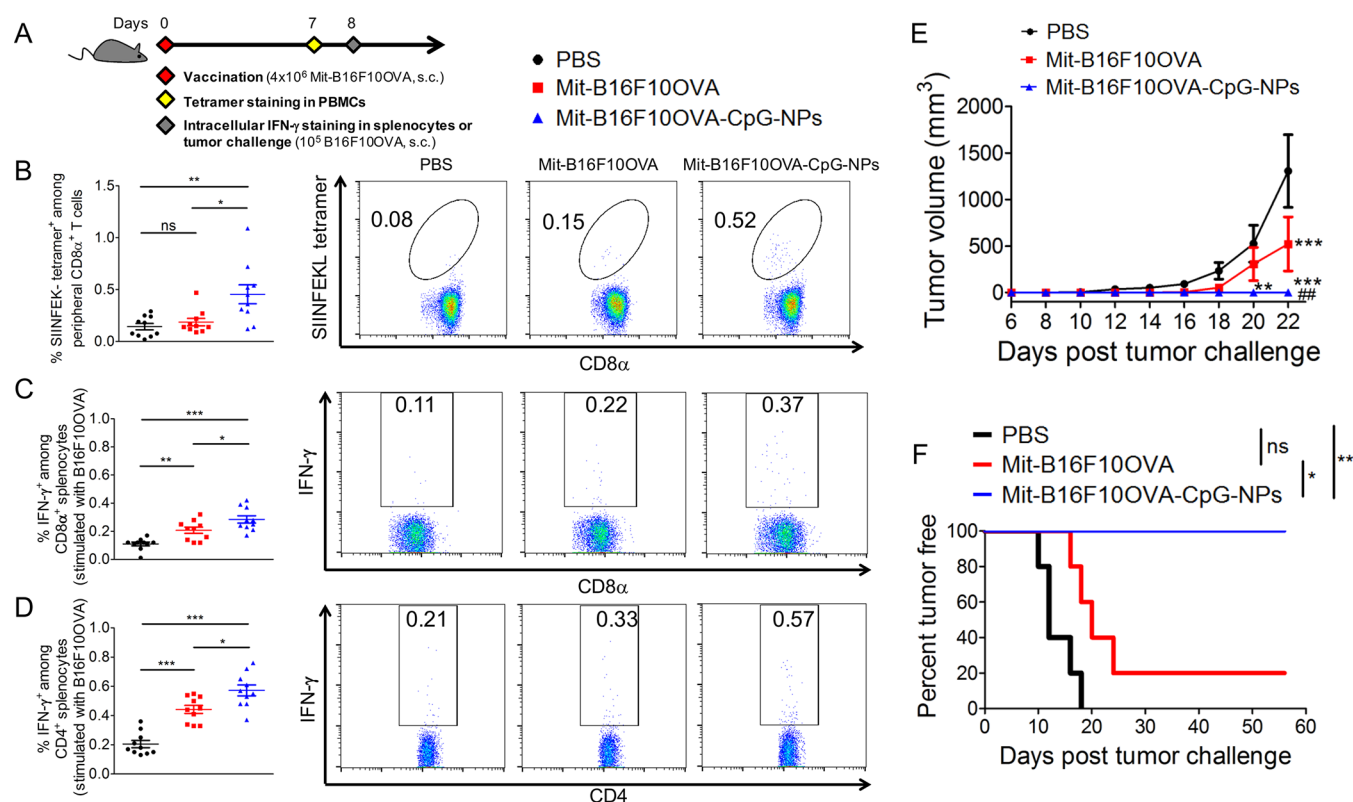 A
Days 0 7 8
Vaccination (4x10⁶ Mit-B16F10OVA, s.c.)
Tetramer staining in PBMCs
Intracellular IFN-γ staining in splenocytes or
tumor challenge (10⁵ B16F10OVA, s.c.)
PBS
Mit-B16F10OVA
Mit-B16F10OVA-CpG-NPs
B
% SIINFEK- tetramer⁺ among
peripheral CD8α⁺ T cells
1.5
1.0
0.5
0.0
**
*
ns
PBS
Mit-B16F10OVA
Mit-B16F10OVA-CpG-NPs
SIINFEKL tetramer
0.08
0.15
0.52
CD8α
C
% IFN-γ⁺ among
CD8α⁺ splenocytes
(stimulated with B16F10OVA)
1.0
0.8
0.6
0.4
0.2
0.0
***
*
**
IFN-γ
0.11
0.22
0.37
CD8α
D
% IFN-γ⁺ among
CD4⁺ splenocytes
(stimulated with B16F10OVA)
1.0
0.8
0.6
0.4
0.2
0.0
***
*
***
IFN-γ
0.21
0.33
0.57
CD4
E
PBS
Mit-B16F10OVA
Mit-B16F10OVA-CpG-NPs
Tumor volume (mm³)
2000
1500
1000
500
0
***
***
**
##
6 8 10 12 14 16 18 20 22
Days post tumor challenge
F
PBS
Mit-B16F10OVA
Mit-B16F10OVA-CpG-NPs
ns
*
**
Percent tumor free
100
80
60
40
20
0
0 10 20 30 40 50 60
Days post tumor challenge